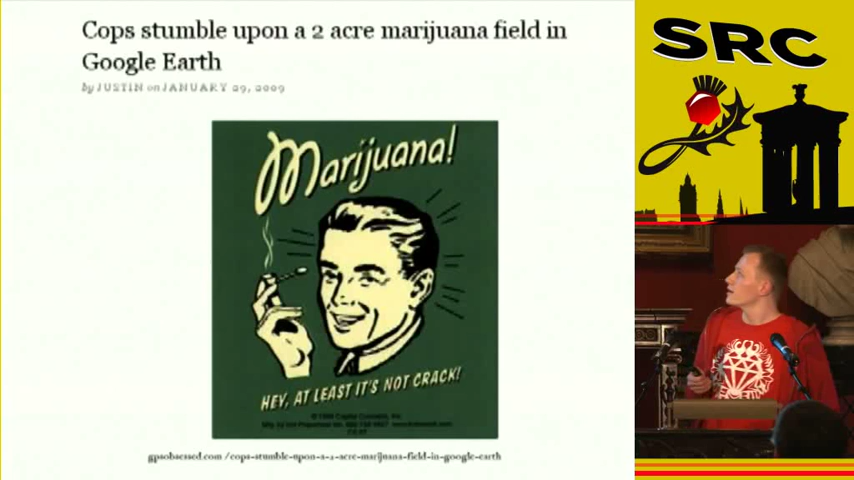 Cops stumble upon a 2 acre marijuana field in
Google Earth
by JUSTIN on JANUARY 29, 2009
Marijuana!
HEY, AT LEAST IT'S NOT CRACK!
gpsobsessed.com /cops-stumble-upon-a-2-acre-marijuana-field-in-google-earth
SRC